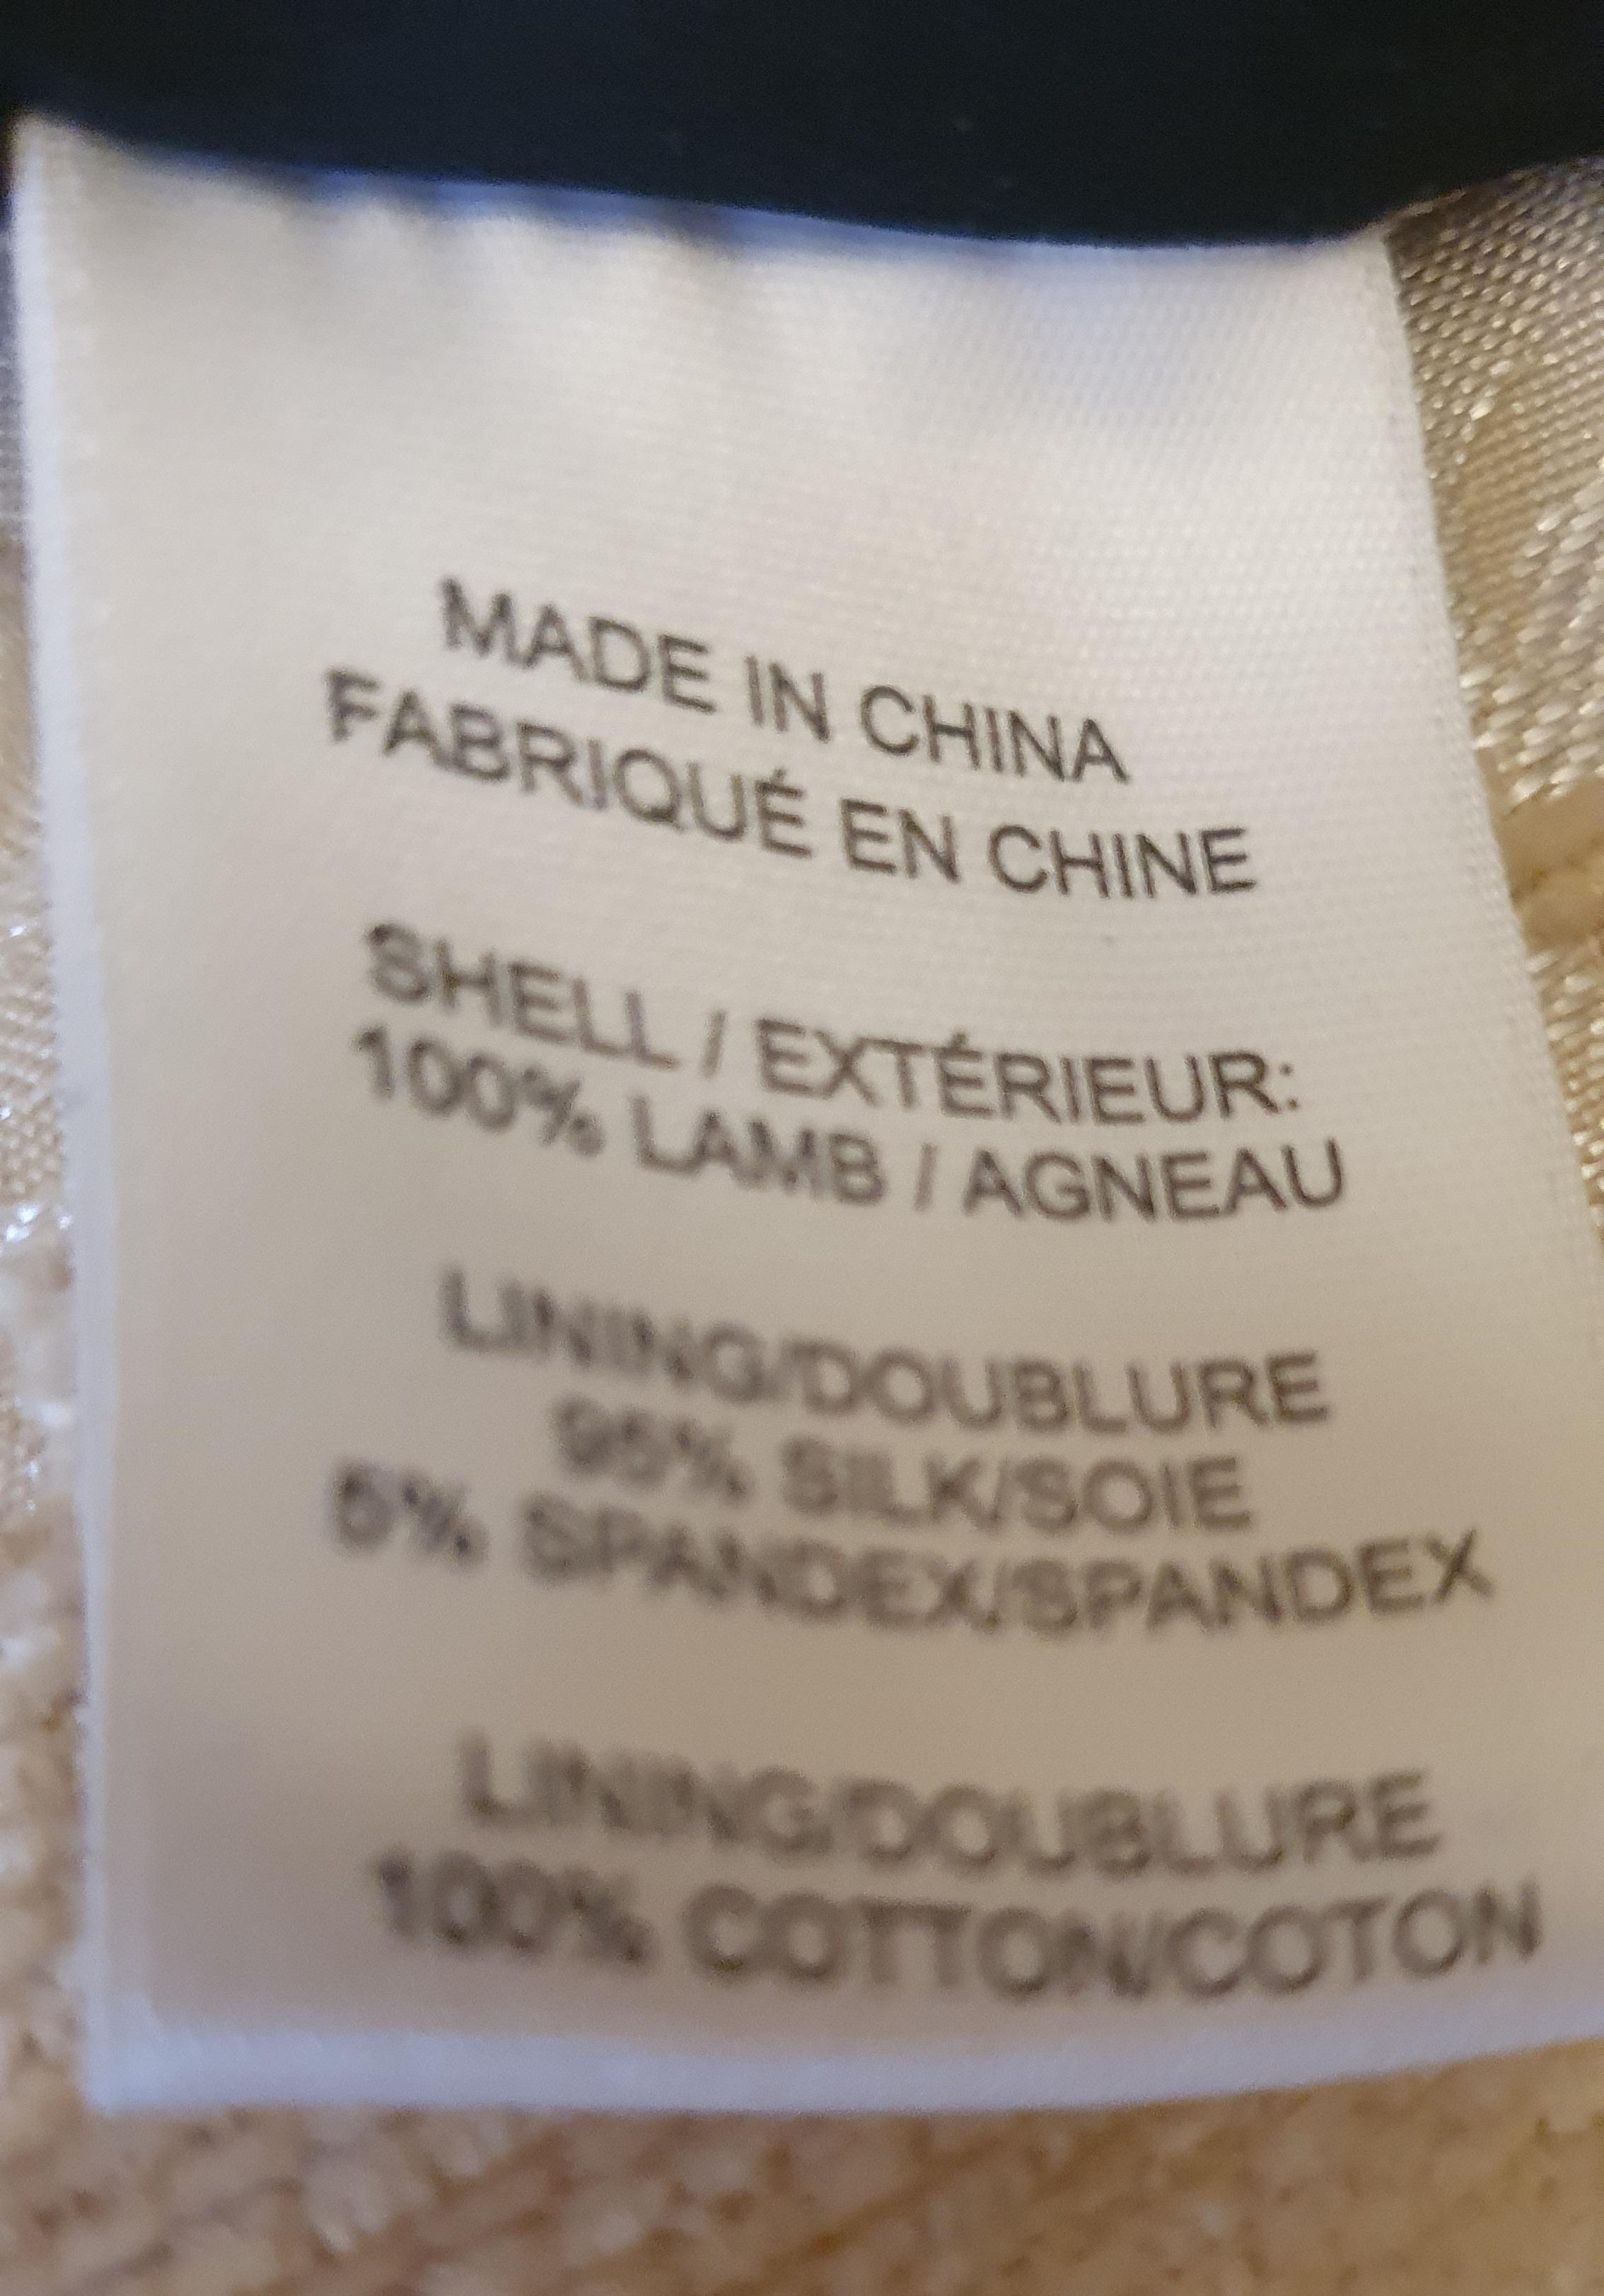 MADE IN CHINA
FABRIQUÉ EN CHINE
SHELL / EXTÉRIEUR:
100% LAMB / AGNEAU
LINING/DOUBLURE
95% SILK/SOIE
5% SPANDEX/SPANDEX
LINING/DOUBLURE
100% COTTON/COTON